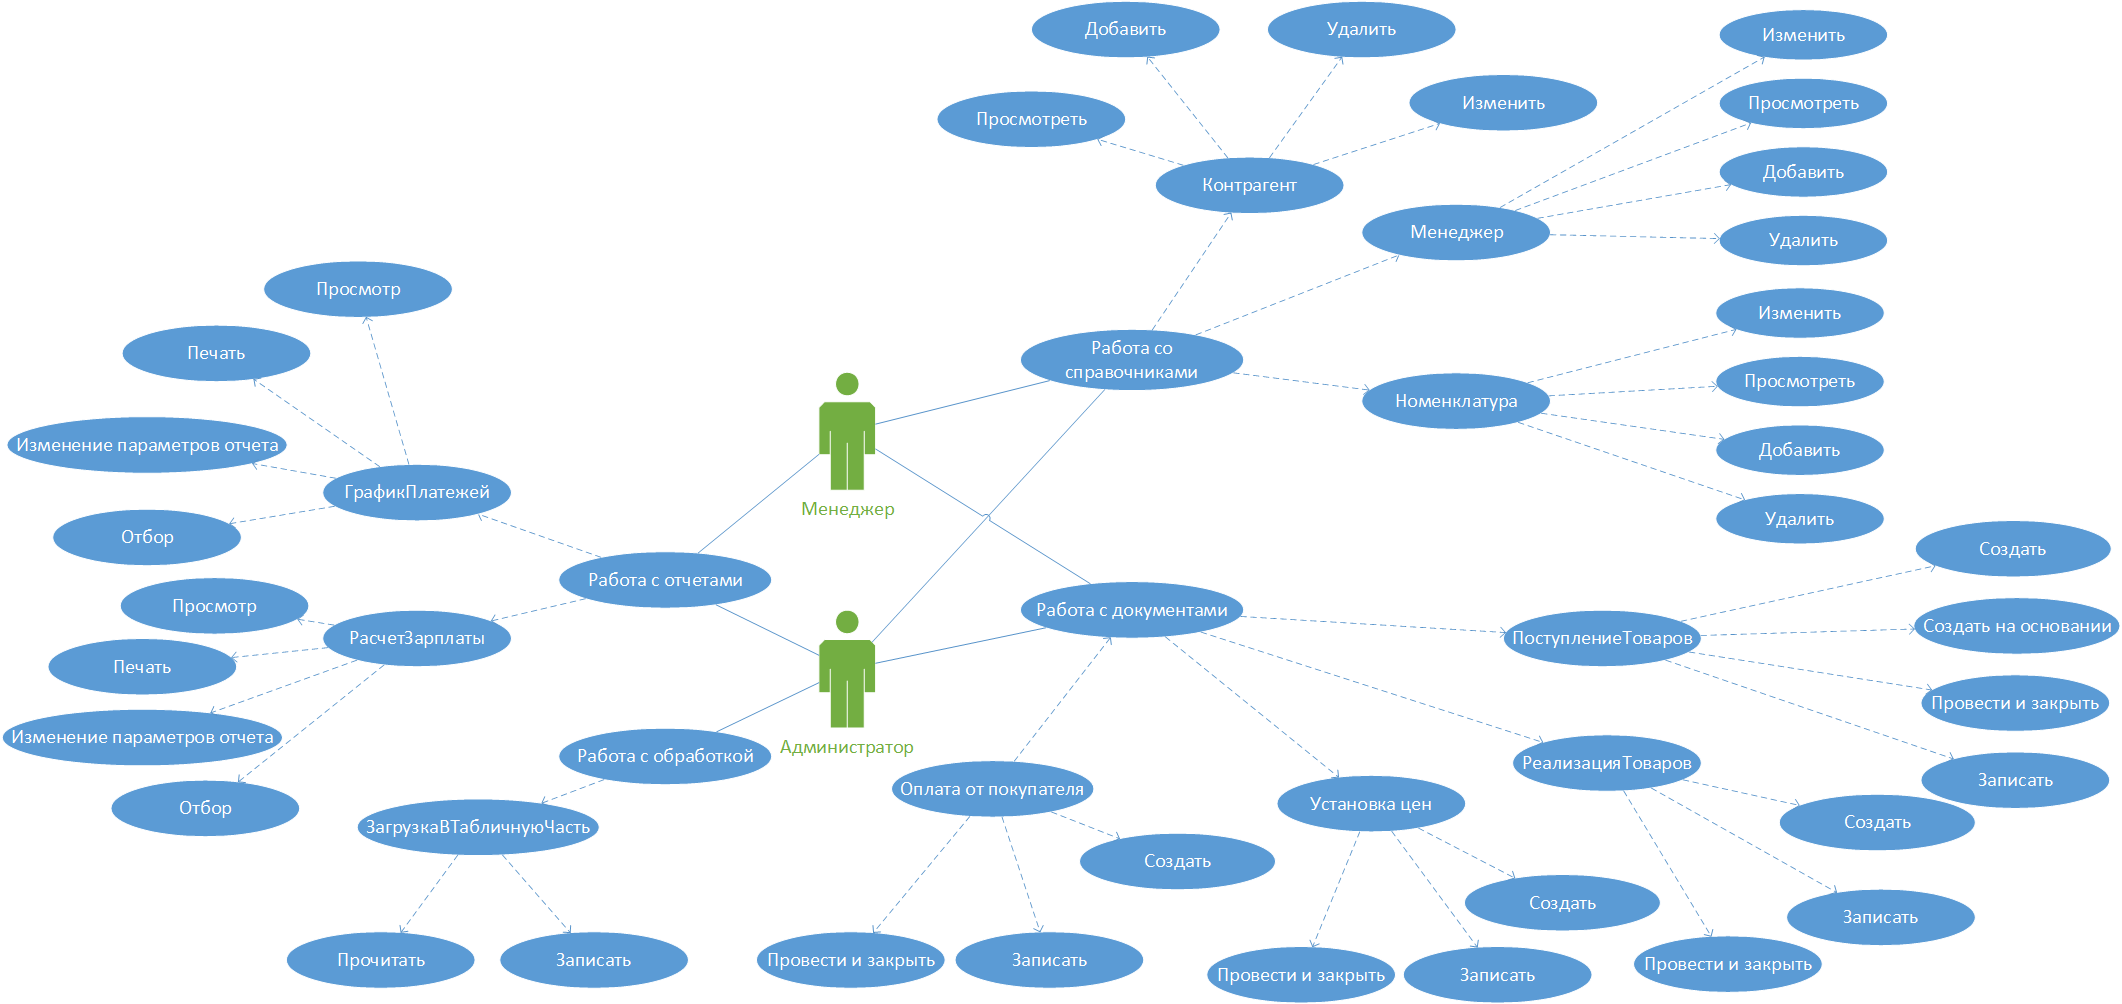 Добавить
Удалить
Изменить
Просмотреть
Изменить
Просмотреть
Добавить
Удалить
Контрагент
Менеджер
Просмотр
Печать
Изменение параметров отчета
Отбор
ГрафикПлатежей
Работа со
справочниками
Номенклатура
Изменить
Просмотреть
Добавить
Удалить
Менеджер
Работа с отчетами
Просмотр
Печать
Изменение параметров отчета
Отбор
РасчетЗарплаты
Работа с документами
ПоступлениеТоваров
Создать
Создать на основании
Провести и закрыть
Записать
Администратор
Работа с обработкой
ЗагрузкаВТабличнуюЧасть
Прочитать
Записать
Оплата от покупателя
Создать
Провести и закрыть
Записать
Установка цен
Создать
Провести и закрыть
Записать
РеализацияТоваров
Создать
Записать
Провести и закрыть